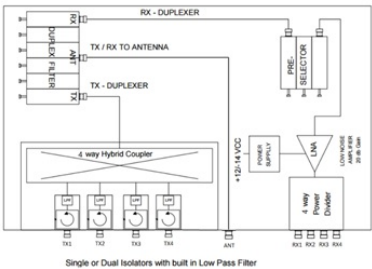 RX - DUPLEXER
RX
DUPLEX FILTER
ANT
TX
TX / RX TO ANTENNA
TX - DUPLEXER
PRE-
SELECTOR
4 way Hybrid Coupler
+12/-14 VCC
POWER
SUPPLLY
LNA
LOW NOISE
AMPLIFIER
20 db Gain
LPF
LPF
LPF
LPF
4 way
Power
Divider
TX1
TX2
TX3
TX4
ANT
RX1
RX2
RX3
RX4
Single or Dual Isolators with built in Low Pass Filter